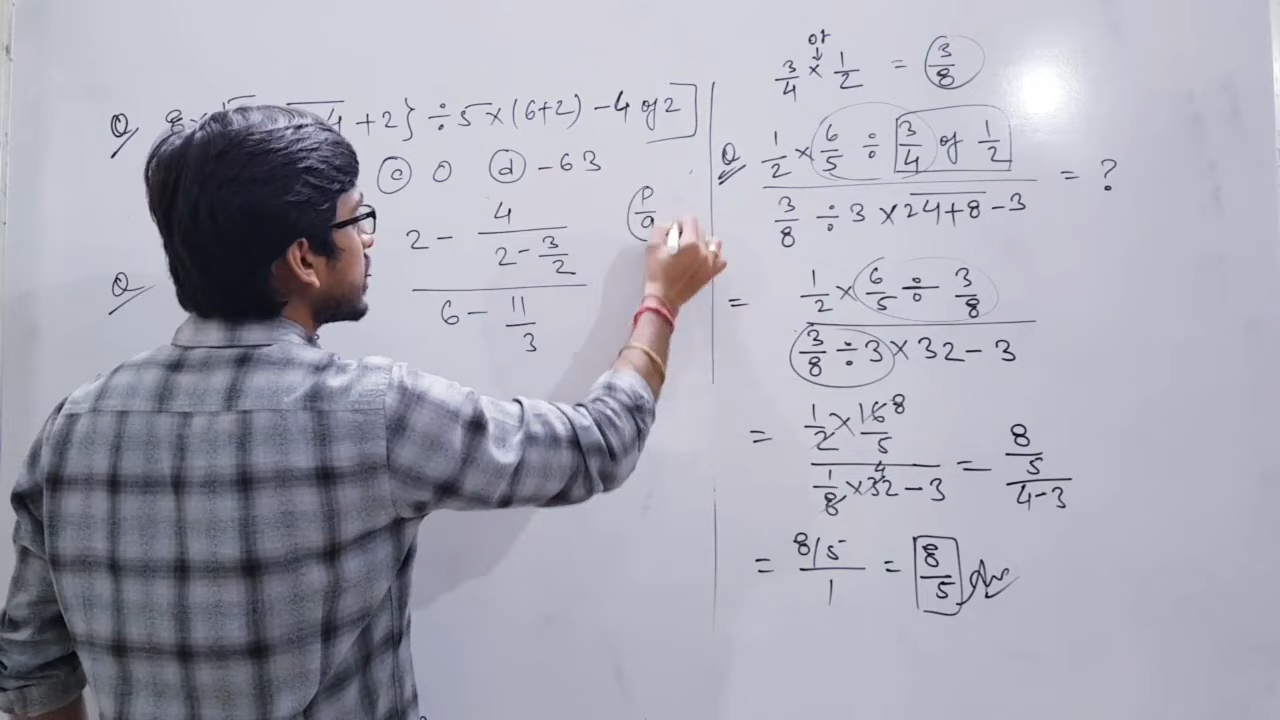 Q 8 4 + 2} ÷ 5 × (6+2) - 4 of 2]
(c) 0 (d) -63
Q
2 - 4 / (2 - 3/2)
6 - 11/3
p/q
of
↓
3/4 × 1/2 = 3/8
Q 1/2 × 6/5 ÷ 3/4 of 1/2
= ?
3/8 ÷ 3 × 24+8 - 3
= 1/2 × 6/5 ÷ 3/8
3/8 ÷ 3 × 32 - 3
= 1/2 × 16/5 8
4
1/8 × 32 - 3
= 8/5
4-3
= 8/5
1
= 8/5 Ans